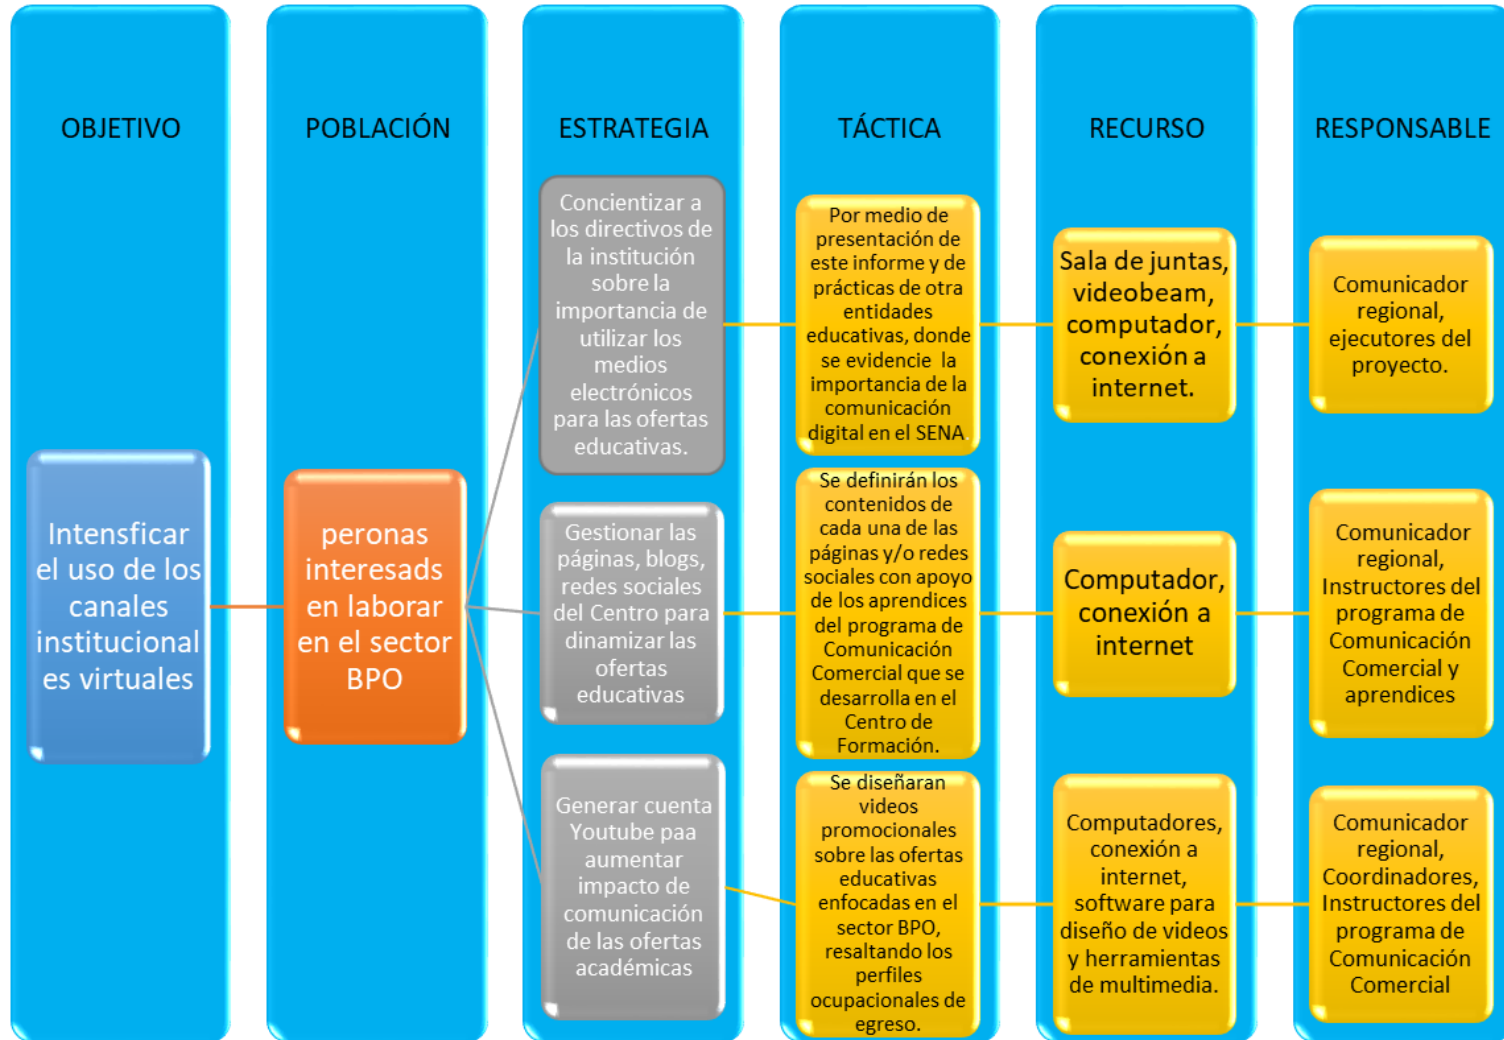 OBJETIVO
POBLACIÓN
ESTRATEGIA
TÁCTICA
RECURSO
RESPONSABLE
Intensficar
el uso de los
canales
institucional
es virtuales
peronas
interesads
en laborar
en el sector
BPO
Concientizar a
los directivos de
la institución
sobre la
importancia de
utilizar los
medios
electrónicos
para las ofertas
educativas.
Por medio de
presentación de
este informe y de
prácticas de otra
entidades
educativas, donde
se evidencie la
importancia de la
comunicación
digital en el SENA.
Sala de juntas,
videobeam,
computador,
conexión a
internet.
Comunicador
regional,
ejecutores del
proyecto.
Gestionar las
páginas, blogs,
redes sociales
del Centro para
dinamizar las
ofertas
educativas
Se definirán los
contenidos de
cada una de las
páginas y/o redes
sociales con apoyo
de los aprendices
del programa de
Comunicación
Comercial que se
desarrolla en el
Centro de
Formación.
Computador,
conexión a
internet
Comunicador
regional,
Instructores del
programa de
Comunicación
Comercial y
aprendices
Generar cuenta
Youtube paa
aumentar
impacto de
comunicación
de las ofertas
académicas
Se diseñaran
videos
promocionales
sobre las ofertas
educativas
enfocadas en el
sector BPO,
resaltando los
perfiles
ocupacionales de
egreso.
Computadores,
conexión a
internet,
software para
diseño de videos
y herramientas
de multimedia.
Comunicador
regional,
Coordinadores,
Instructores del
programa de
Comunicación
Comercial